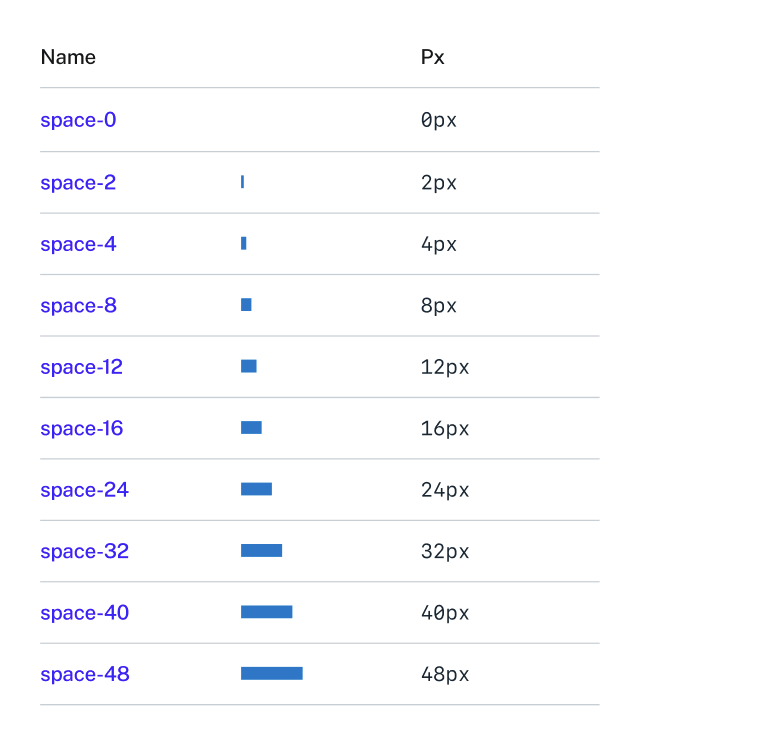 Name Px
space-0 0px
space-2 2px
space-4 4px
space-8 8px
space-12 12px
space-16 16px
space-24 24px
space-32 32px
space-40 40px
space-48 48px